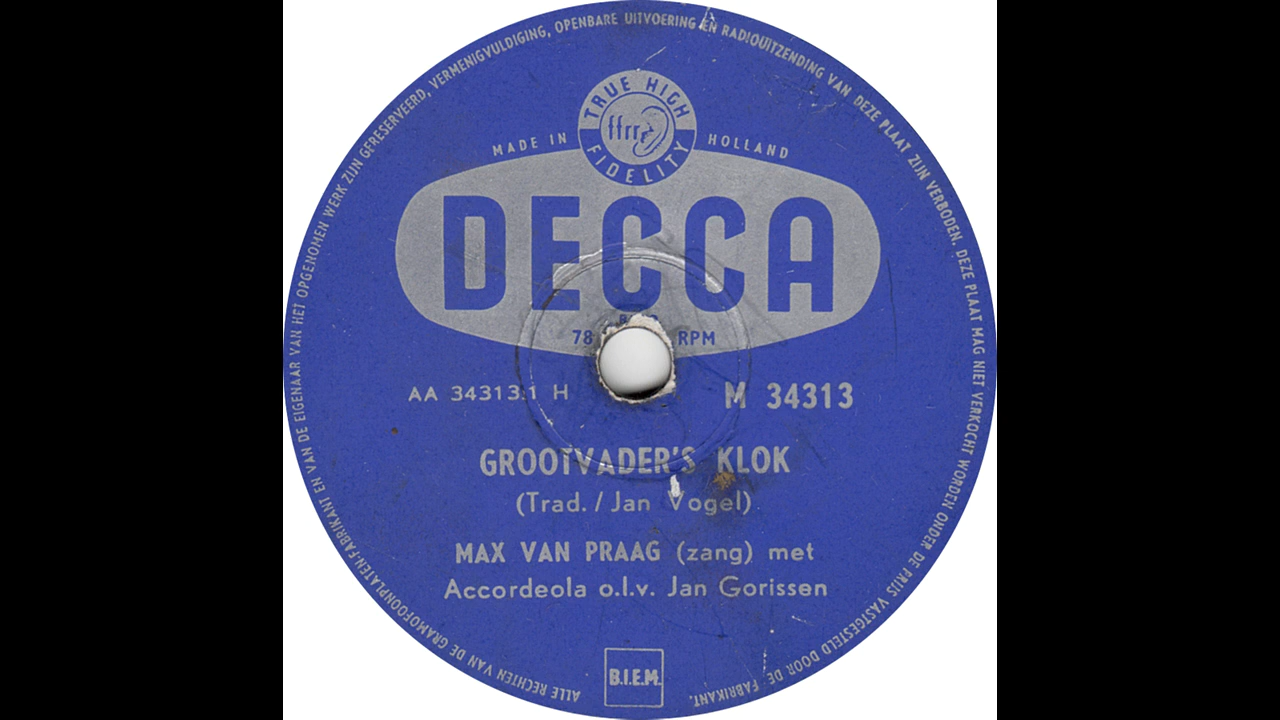 ALLE RECHTEN VAN DE GRAMOFOONPLATEN-FABRIKANT EN VAN DE EIGENAAR VAN HET OPGENOMEN WERK ZIJN GERESERVEERD, VERMENIGVULDIGING, OPENBARE UITVOERING EN RADIOUITZENDING VAN DEZE PLAAT ZIJN VERBODEN. DEZE PLAAT MAG NIET VERKOCHT WORDEN ONDER DE PRIJS VASTGESTELD DOOR DE FABRIKANT.
TRUE HIGH
ffrr
FIDELITY
MADE IN HOLLAND
DECCA
78 RPM
AA 34313.1 H M 34313
GROOTVADER'S KLOK
(Trad. / Jan Vogel)
MAX VAN PRAAG (zang) met
Accordeola o.l.v. Jan Gorissen
B.I.E.M.